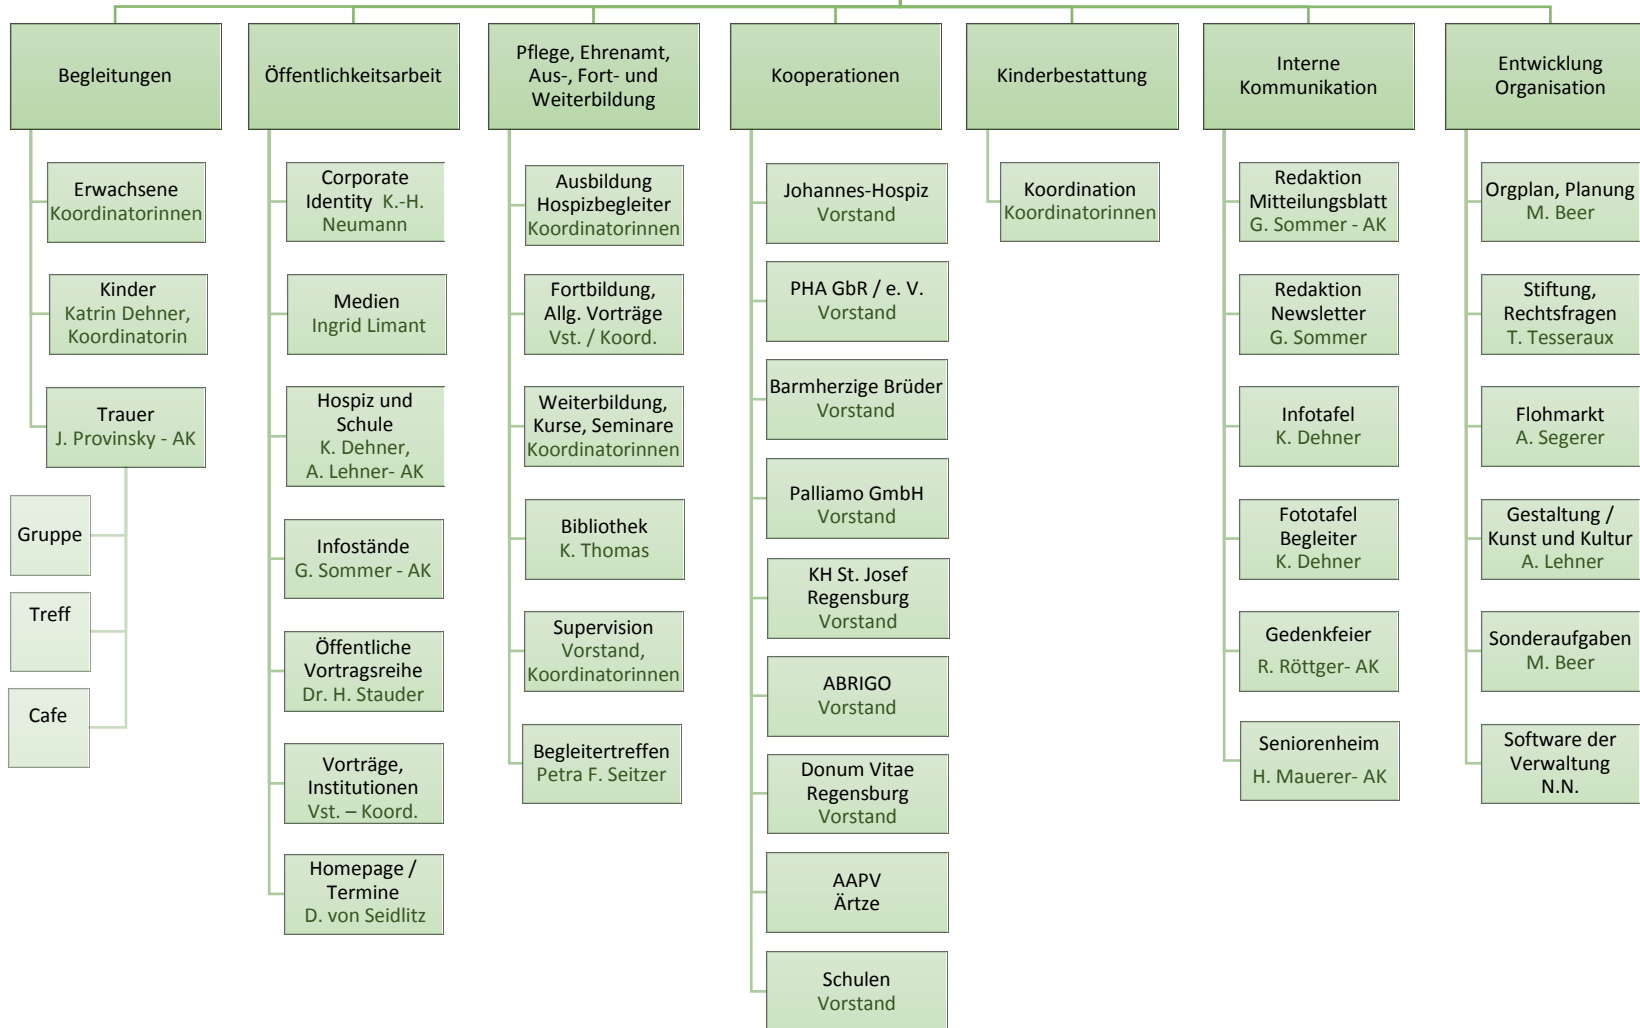 Begleitungen
Erwachsene
Koordinatorinnen
Kinder
Katrin Dehner,
Koordinatorin
Trauer
J. Provinsky - AK
Gruppe
Treff
Cafe
Öffentlichkeitsarbeit
Corporate
Identity K.-H.
Neumann
Medien
Ingrid Limant
Hospiz und
Schule
K. Dehner,
A. Lehner- AK
Infostände
G. Sommer - AK
Öffentliche
Vortragsreihe
Dr. H. Stauder
Vorträge,
Institutionen
Vst. – Koord.
Homepage /
Termine
D. von Seidlitz
Pflege, Ehrenamt,
Aus-, Fort- und
Weiterbildung
Ausbildung
Hospizbegleiter
Koordinatorinnen
Fortbildung,
Allg. Vorträge
Vst. / Koord.
Weiterbildung,
Kurse, Seminare
Koordinatorinnen
Bibliothek
K. Thomas
Supervision
Vorstand,
Koordinatorinnen
Begleitertreffen
Petra F. Seitzer
Kooperationen
Johannes-Hospiz
Vorstand
PHA GbR / e. V.
Vorstand
Barmherzige Brüder
Vorstand
Palliamo GmbH
Vorstand
KH St. Josef
Regensburg
Vorstand
ABRIGO
Vorstand
Donum Vitae
Regensburg
Vorstand
AAPV
Ärtze
Schulen
Vorstand
Kinderbestattung
Koordination
Koordinatorinnen
Interne
Kommunikation
Redaktion
Mitteilungsblatt
G. Sommer - AK
Redaktion
Newsletter
G. Sommer
Infotafel
K. Dehner
Fototafel
Begleiter
K. Dehner
Gedenkfeier
R. Röttger- AK
Seniorenheim
H. Mauerer- AK
Entwicklung
Organisation
Orgplan, Planung
M. Beer
Stiftung,
Rechtsfragen
T. Tesseraux
Flohmarkt
A. Segerer
Gestaltung /
Kunst und Kultur
A. Lehner
Sonderaufgaben
M. Beer
Software der
Verwaltung
N.N.